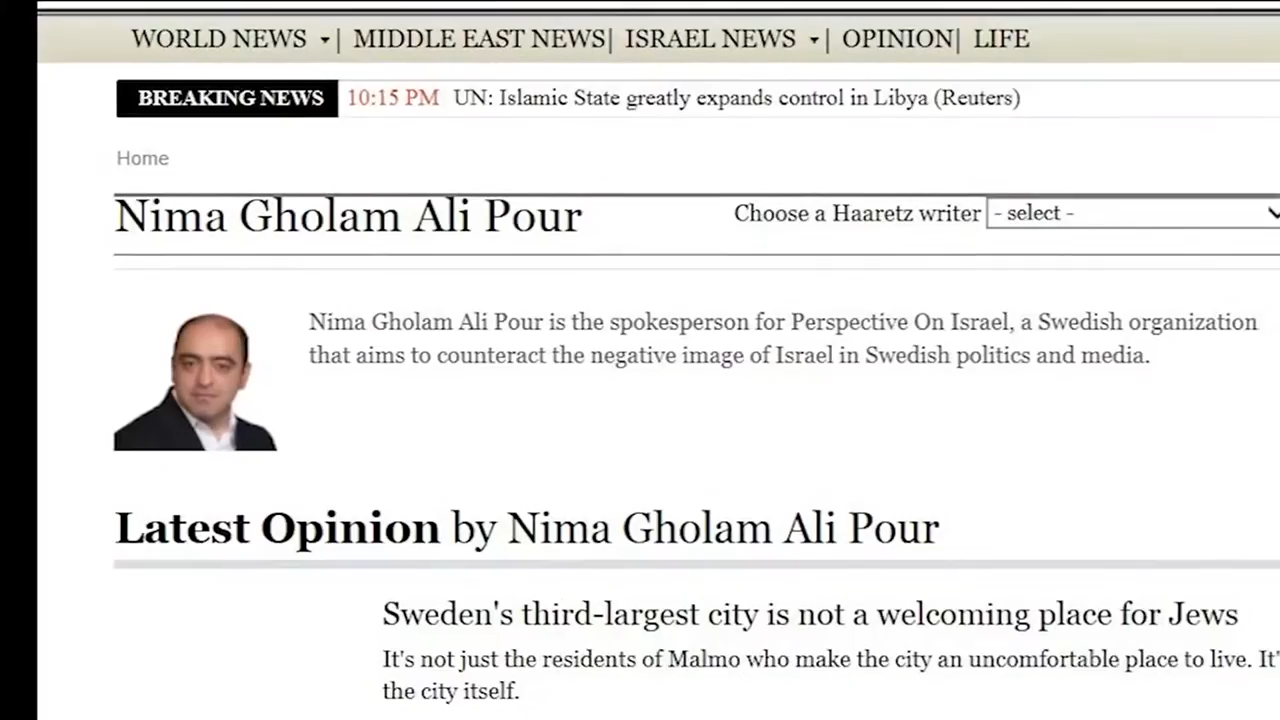 WORLD NEWS | MIDDLE EAST NEWS| ISRAEL NEWS | OPINION| LIFE
BREAKING NEWS 10:15 PM UN: Islamic State greatly expands control in Libya (Reuters)
Home
Nima Gholam Ali Pour Choose a Haaretz writer - select -
Nima Gholam Ali Pour is the spokesperson for Perspective On Israel, a Swedish organization
that aims to counteract the negative image of Israel in Swedish politics and media.
Latest Opinion by Nima Gholam Ali Pour
Sweden's third-largest city is not a welcoming place for Jews
It's not just the residents of Malmo who make the city an uncomfortable place to live. It'
the city itself.